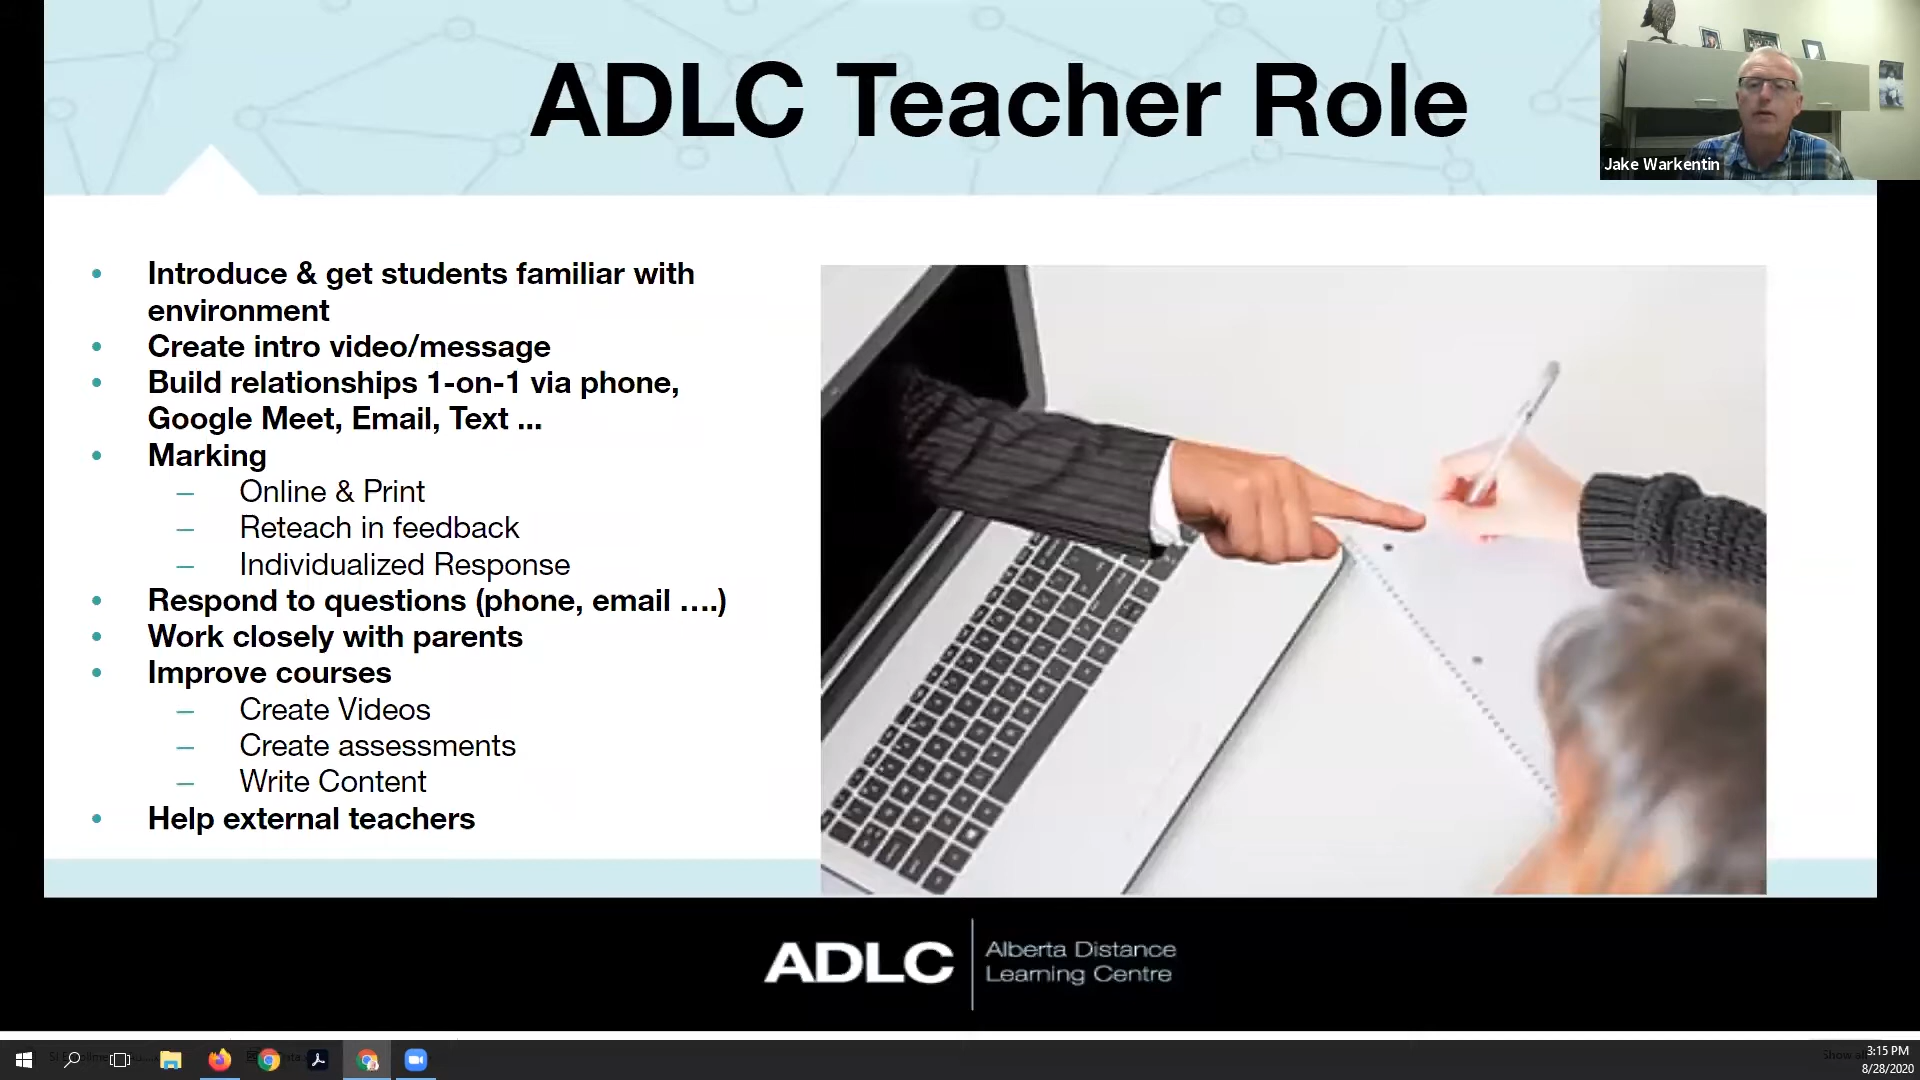 ADLC Teacher Role
Jake Warkentin
• Introduce & get students familiar with
environment
• Create intro video/message
• Build relationships 1-on-1 via phone,
Google Meet, Email, Text ...
• Marking
– Online & Print
– Reteach in feedback
– Individualized Response
• Respond to questions (phone, email ….)
• Work closely with parents
• Improve courses
– Create Videos
– Create assessments
– Write Content
• Help external teachers
ADLC
Alberta Distance
Learning Centre
3:15 PM
8/28/2020